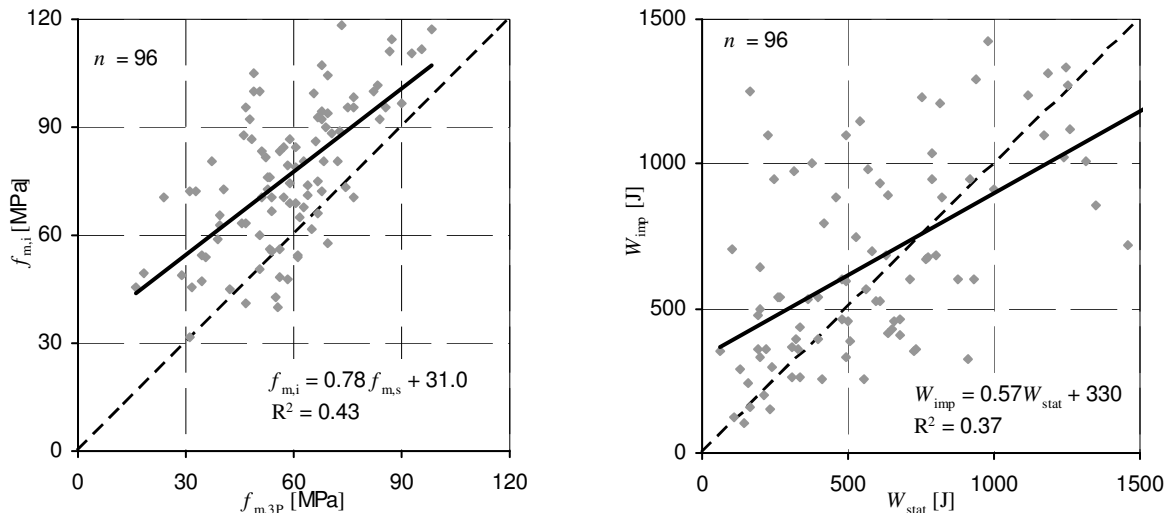 120
n = 96
90
60
30
0
f_m,i [MPa]
f_m,i = 0.78 f_m,s + 31.0
R² = 0.43
0 30 60 90 120
f_m,3P [MPa]
1500
n = 96
1000
500
0
W_imp [J]
W_imp = 0.57W_stat + 330
R² = 0.37
0 500 1000 1500
W_stat [J]